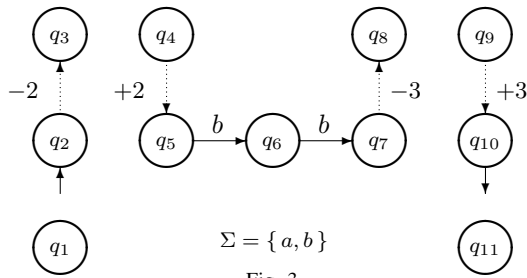 q3 q4 q8 q9
−2 +2 −3 +3
b b
q2 q5 q6 q7 q10
q1 Σ = { a, b } q11